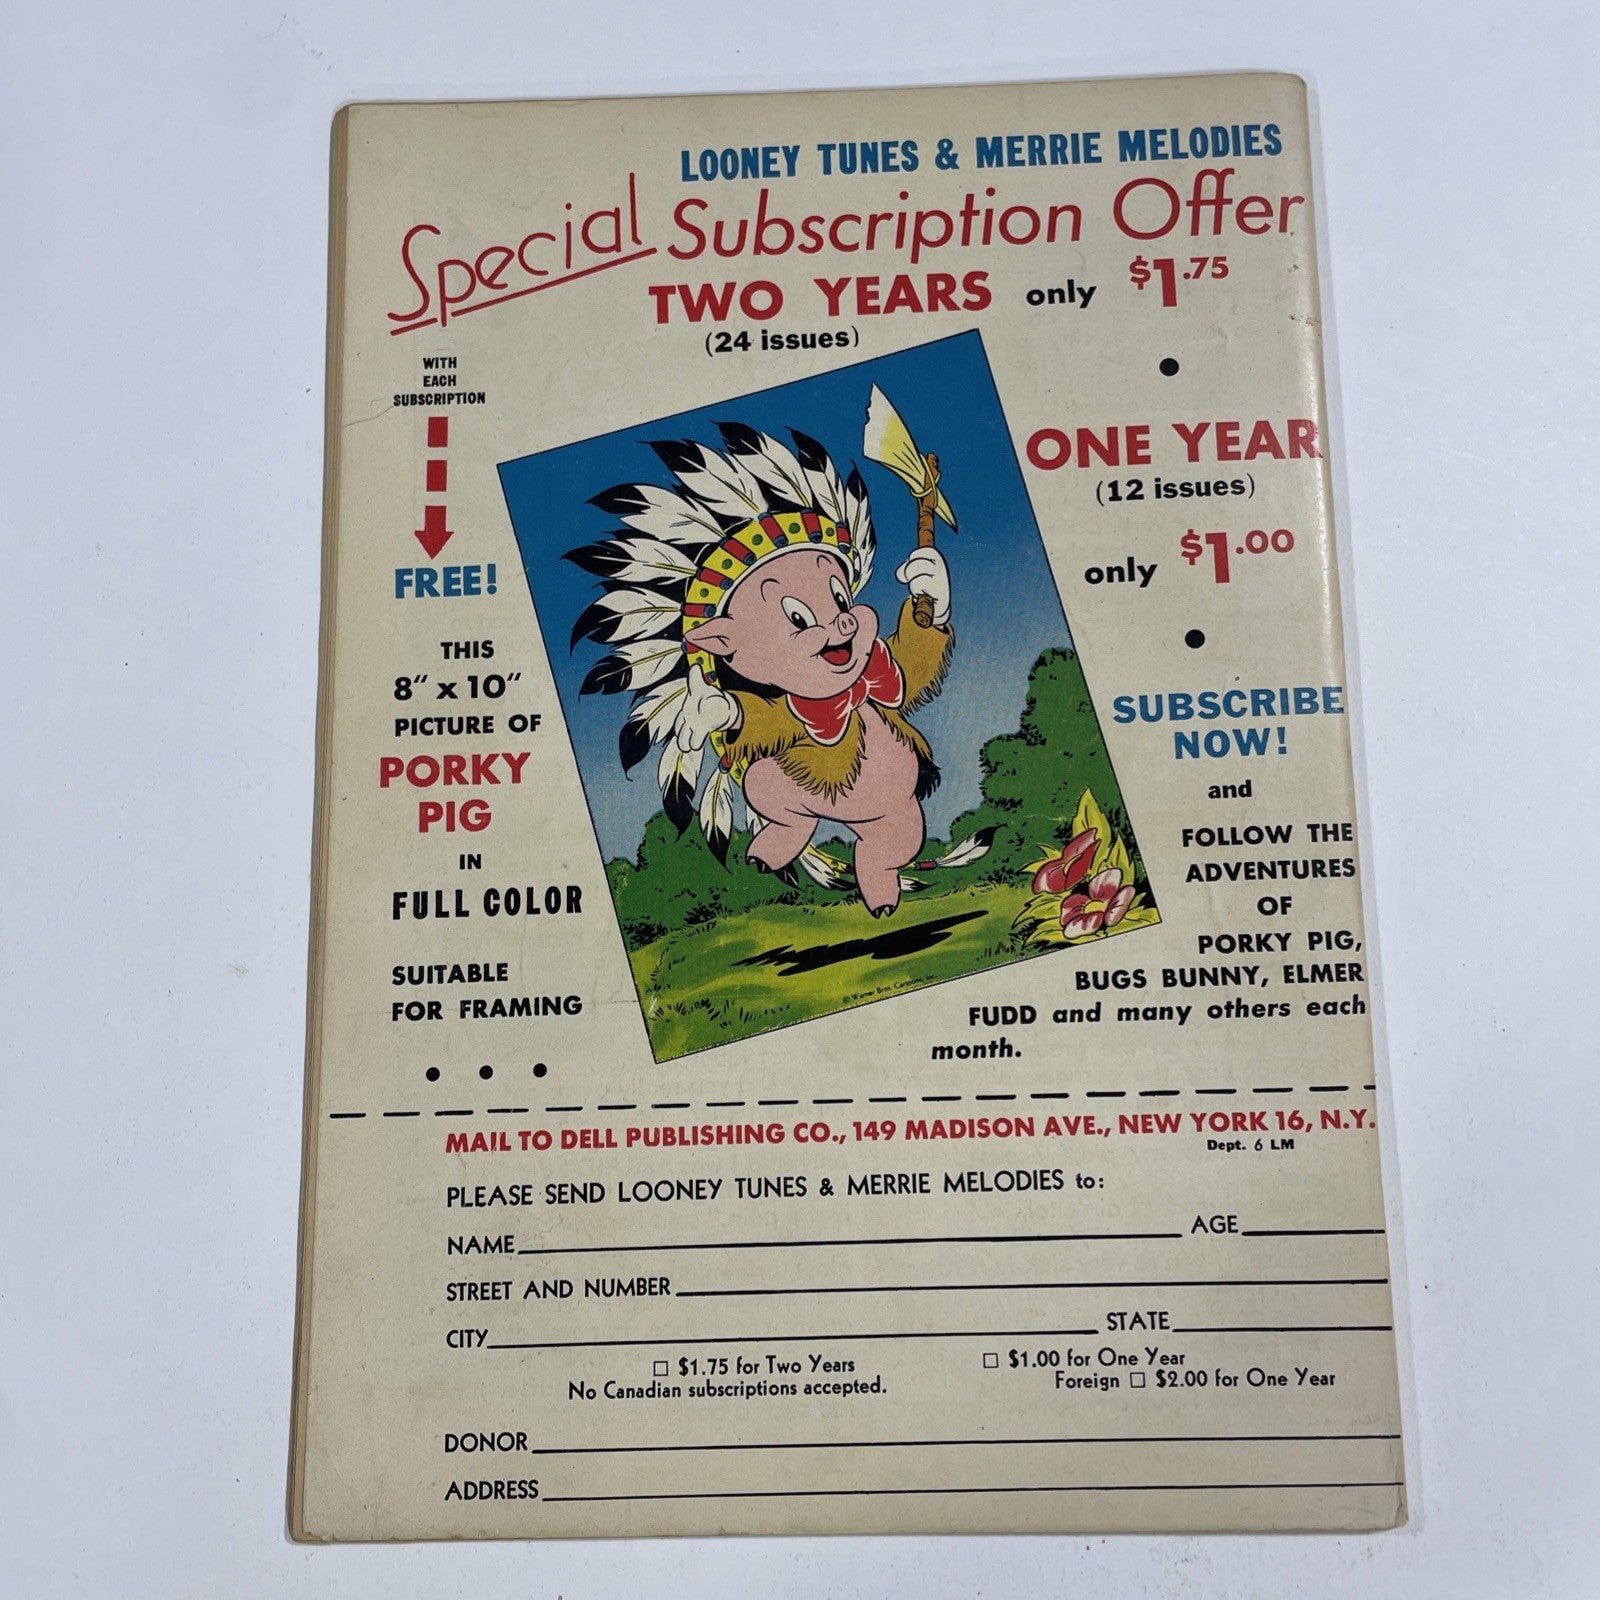 LOONEY TUNES & MERRIE MELODIES
Special Subscription Offer
TWO YEARS only $1.75
(24 issues)
WITH
EACH
SUBSCRIPTION
FREE!
THIS
8" x 10"
PICTURE OF
PORKY
PIG
IN
FULL COLOR
SUITABLE
FOR FRAMING
ONE YEAR
(12 issues)
only $1.00
SUBSCRIBE
NOW!
and
FOLLOW THE
ADVENTURES
OF
PORKY PIG,
BUGS BUNNY, ELMER
FUDD and many others each
month.
© Warner Bros. Cartoons, Inc.
MAIL TO DELL PUBLISHING CO., 149 MADISON AVE., NEW YORK 16, N.Y.
Dept. 6 LM
PLEASE SEND LOONEY TUNES & MERRIE MELODIES to:
NAME AGE
STREET AND NUMBER
CITY STATE
□ $1.75 for Two Years □ $1.00 for One Year
No Canadian subscriptions accepted. Foreign □ $2.00 for One Year
DONOR
ADDRESS